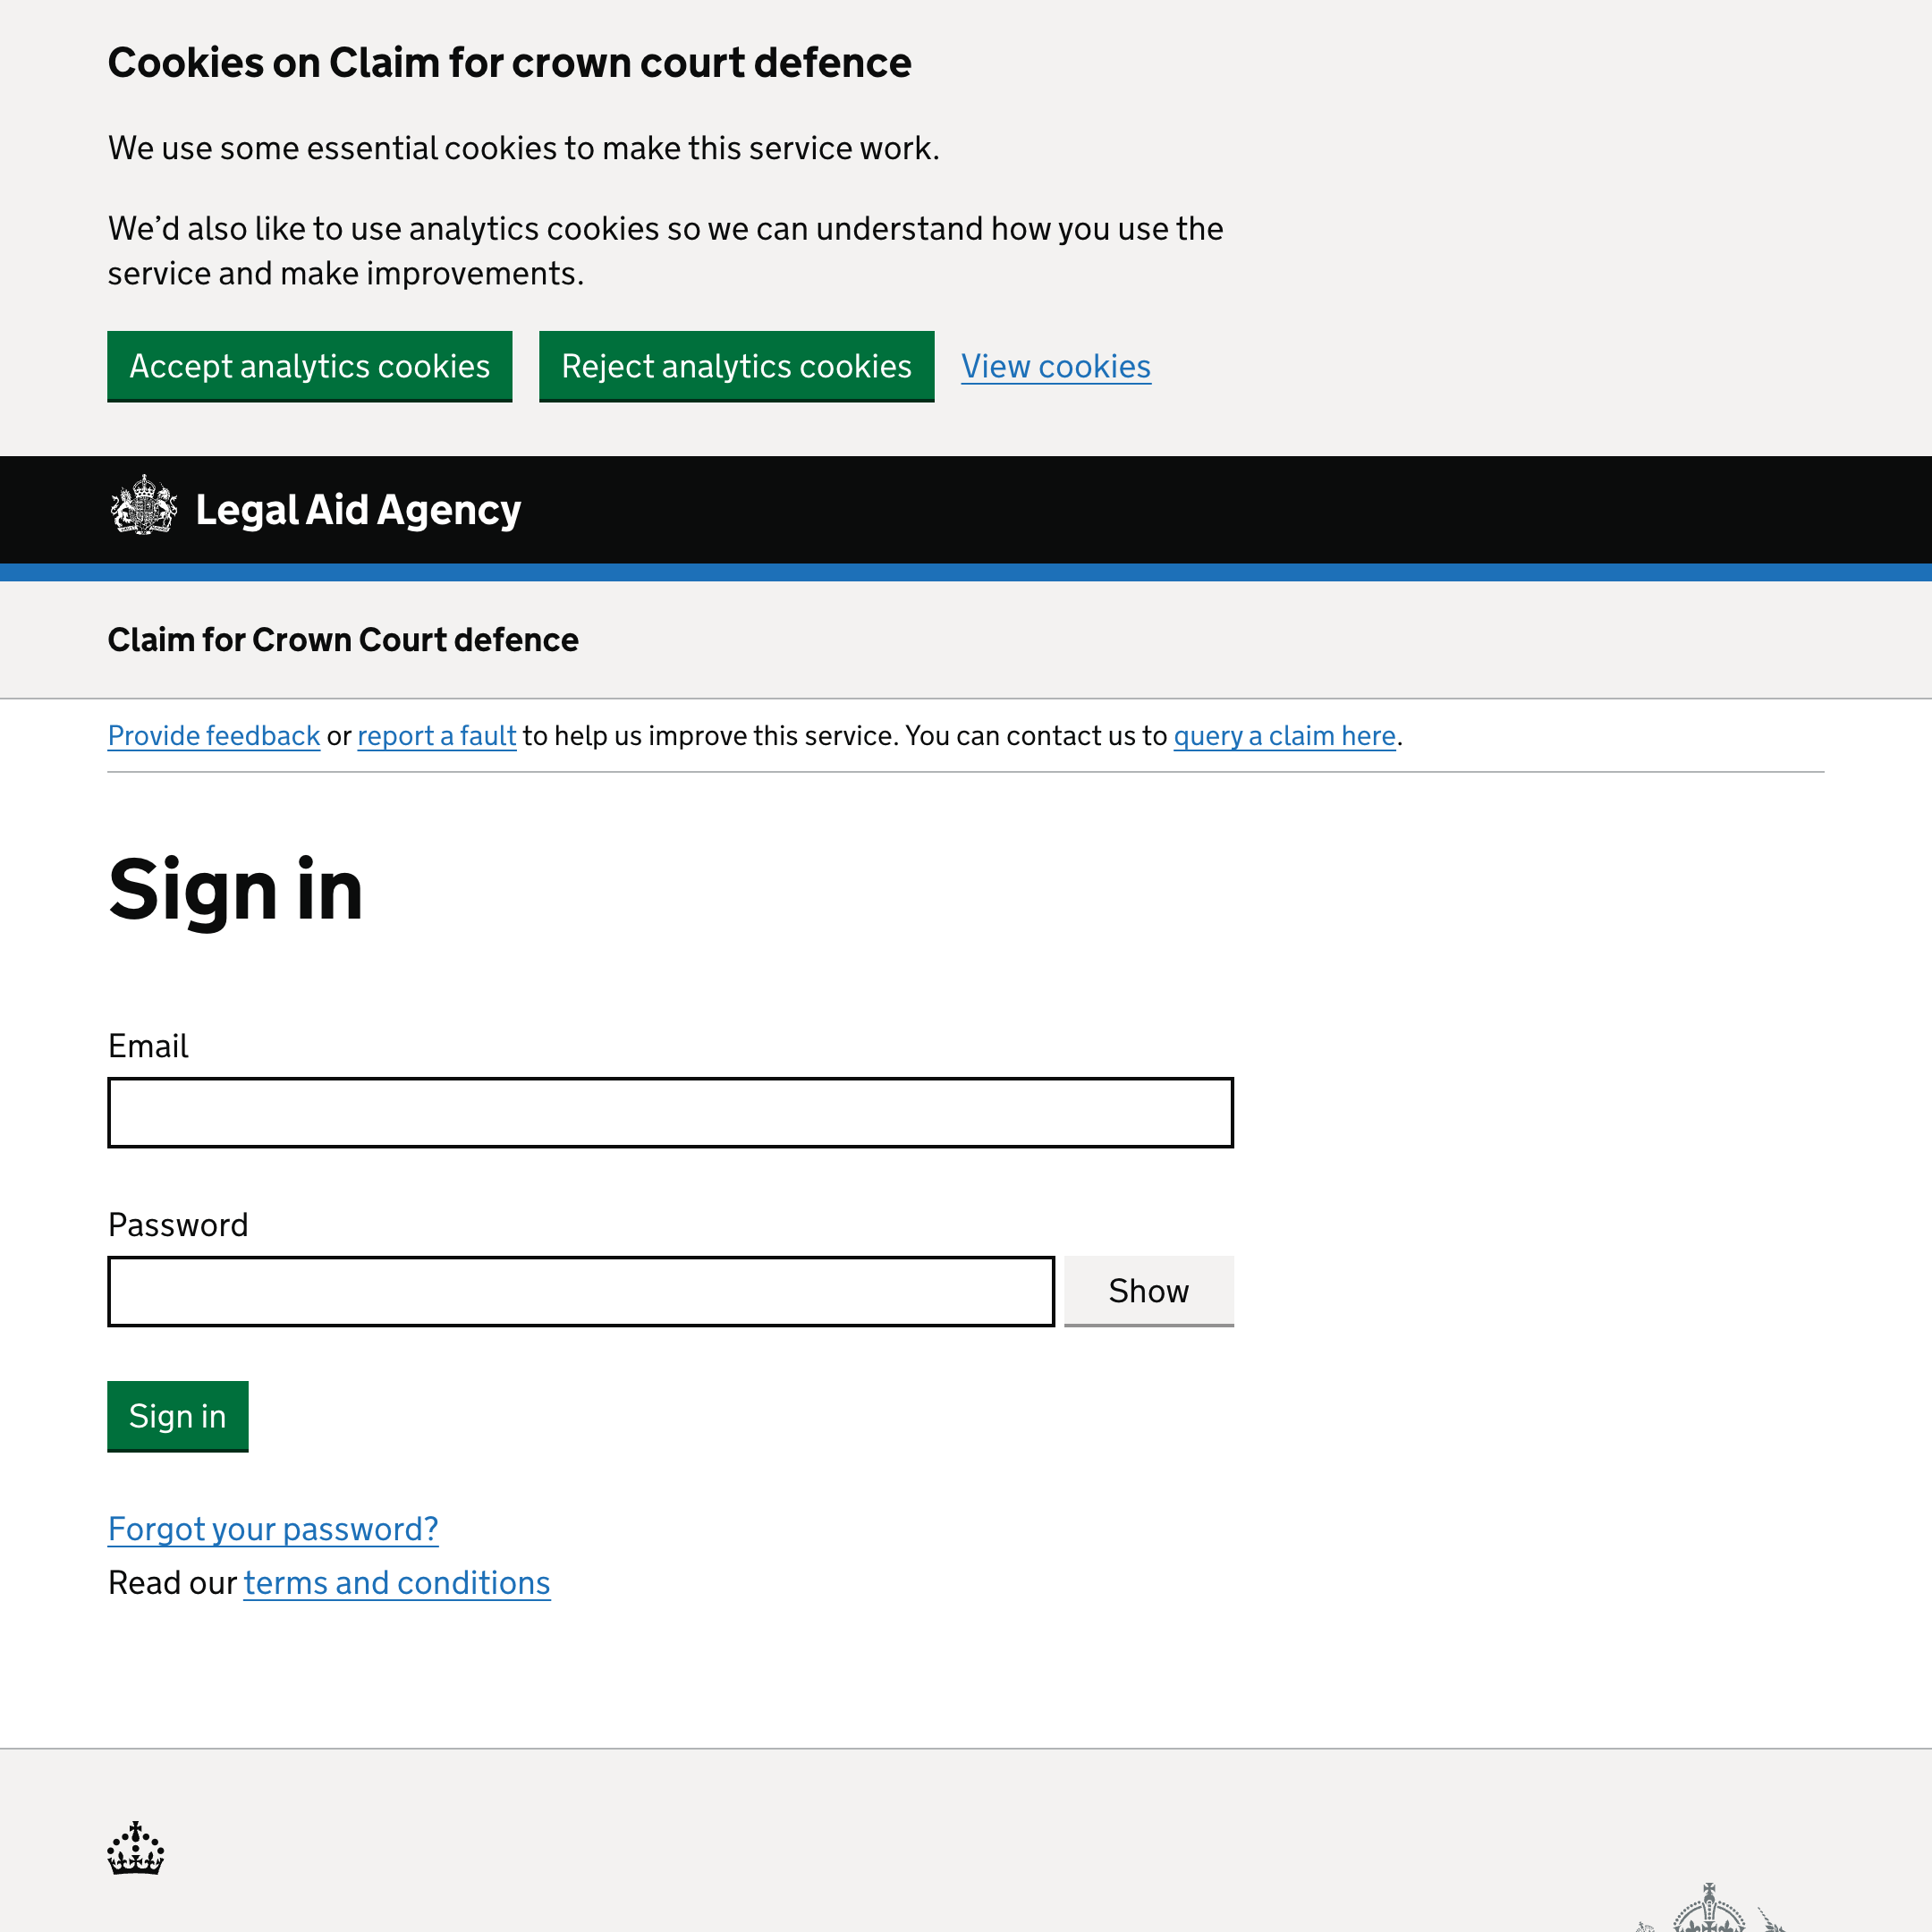 Cookies on Claim for crown court defence
We use some essential cookies to make this service work.
We’d also like to use analytics cookies so we can understand how you use the
service and make improvements.
Accept analytics cookies Reject analytics cookies View cookies
Legal Aid Agency
Claim for Crown Court defence
Provide feedback or report a fault to help us improve this service. You can contact us to query a claim here.
Sign in
Email
Password
Show
Sign in
Forgot your password?
Read our terms and conditions